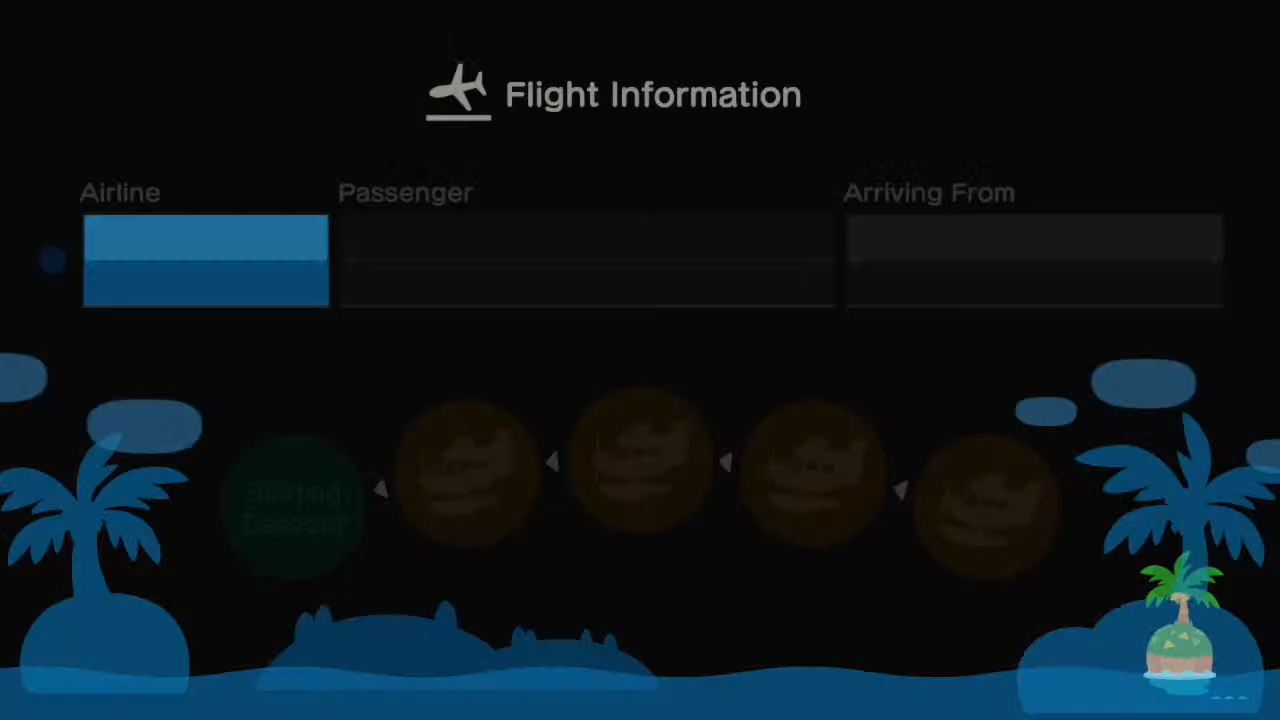 Flight Information
Airline
Passenger
Arriving From